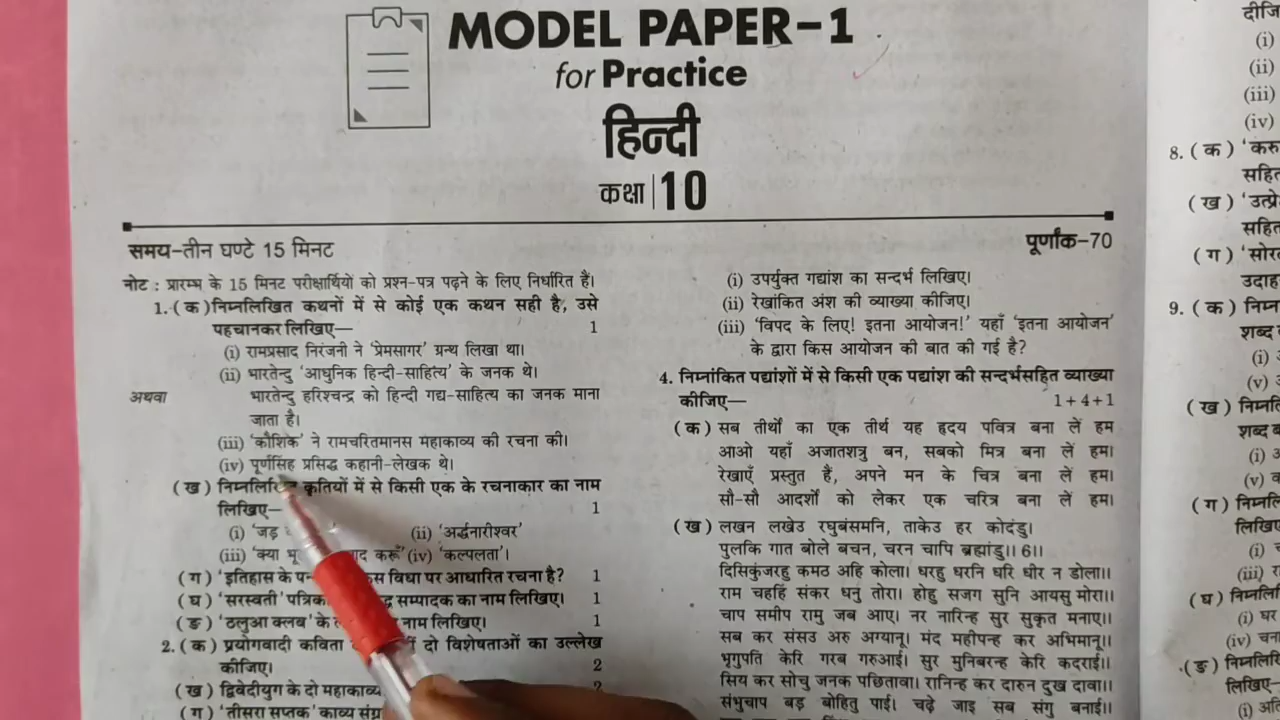 MODEL PAPER-1
for Practice
हिन्दी
कक्षा | 10
समय-तीन घण्टे 15 मिनट
पूर्णांक-70
नोट : प्रारम्भ के 15 मिनट परीक्षार्थियों को प्रश्न-पत्र पढ़ने के लिए निर्धारित हैं।
1. (क) निम्नलिखित कथनों में से कोई एक कथन सही है, उसे
पहचानकर लिखिए— 1
(i) रामप्रसाद निरंजनी ने 'प्रेमसागर' ग्रन्थ लिखा था।
(ii) भारतेन्दु 'आधुनिक हिन्दी-साहित्य' के जनक थे।
अथवा भारतेन्दु हरिश्चन्द्र को हिन्दी गद्य-साहित्य का जनक माना
जाता है।
(iii) 'कौशिक' ने रामचरितमानस महाकाव्य की रचना की।
(iv) पूर्णसिंह प्रसिद्ध कहानी-लेखक थे।
(ख) कृतियों में से किसी एक के रचनाकार का नाम
लिखिए— 1
(i) 'जड़ (ii) 'अर्द्धनारीश्वर'
(iii) 'क्या करूँ' (iv) 'कल्पलता'।
(ग) 'इतिहास के विधा पर आधारित रचना है? 1
(घ) 'सरस्वती' सम्पादक का नाम लिखिए। 1
(ङ) 'ठलुआ क्लब' के नाम लिखिए। 1
2. (क) प्रयोगवादी कविता दो विशेषताओं का उल्लेख
कीजिए। 2
(ख) द्विवेदीयुग के दो 2
(ग) 'तीसरा सप्तक' काव्य
(i) उपर्युक्त गद्यांश का सन्दर्भ लिखिए।
(ii) रेखांकित अंश की व्याख्या कीजिए।
(iii) 'विपद के लिए! इतना आयोजन!' यहाँ 'इतना आयोजन'
के द्वारा किस आयोजन की बात की गई है?
4. निम्नांकित पद्यांशों में से किसी एक पद्यांश की सन्दर्भसहित व्याख्या
कीजिए— 1+4+1
(क) सब तीर्थों का एक तीर्थ यह हृदय पवित्र बना लें हम
आओ यहाँ अजातशत्रु बन, सबको मित्र बना लें हम।
रेखाएँ प्रस्तुत हैं, अपने मन के चित्र बना लें हम।
सौ-सौ आदर्शों को लेकर एक चरित्र बना लें हम।
(ख) लखन लखेउ रघुबंसमनि, ताकेउ हर कोदंडु।
पुलकि गात बोले बचन, चरन चापि ब्रह्मांडु।। 6।।
दिसिकुंजरहु कमठ अहि कोला। धरहु धरनि धरि धीर न डोला।।
राम चहहिं संकर धनु तोरा। होहु सजग सुनि आयसु मोरा।।
चाप समीप रामु जब आए। नर नारिन्ह सुर सुकृत मनाए।।
सब कर संसउ अरु अग्यानू। मंद महीपन्ह कर अभिमानू।।
भृगुपति केरि गरब गरुआई। सुर मुनिबरन्ह केरि कदराई।।
सिय कर सोचु जनक पछितावा। रानिन्ह कर दारुन दुख दावा।।
संभुचाप बड़ बोहितु पाई। चढ़े जाइ सब संगु बनाई।।
(i)
(ii)
(iii)
(iv)
8. (क)
(ख)
(ग)
9. (क)
शब्द
(i)
(v)
(ख)
शब्द
(i)
(v)
(ग)
(i)
(iii)
(घ)
(i) घर
(iv)
(ङ)
लिखिए—
(i)